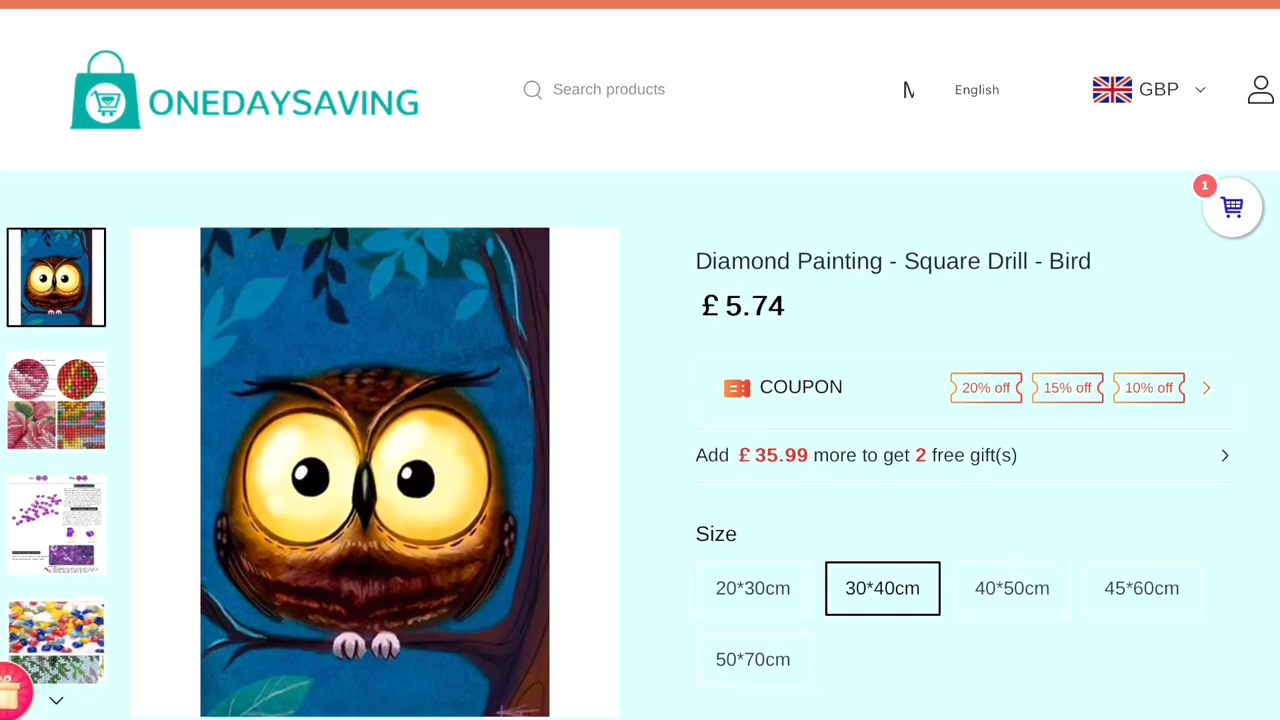 ONEDAYSAVING
Search products
English
GBP
1
Diamond Painting - Square Drill - Bird
£ 5.74
COUPON
20% off
15% off
10% off
Add £ 35.99 more to get 2 free gift(s)
Size
20*30cm
30*40cm
40*50cm
45*60cm
50*70cm